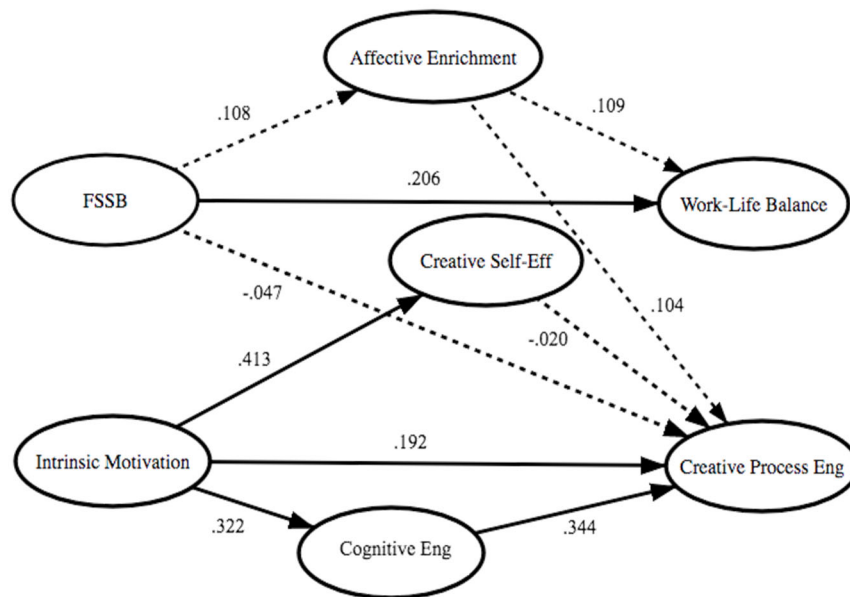 Affective Enrichment
.108
.109
FSSB
.206
Work-Life Balance
Creative Self-Eff
-.047
.104
-.020
.413
Intrinsic Motivation
.192
Creative Process Eng
.322
.344
Cognitive Eng